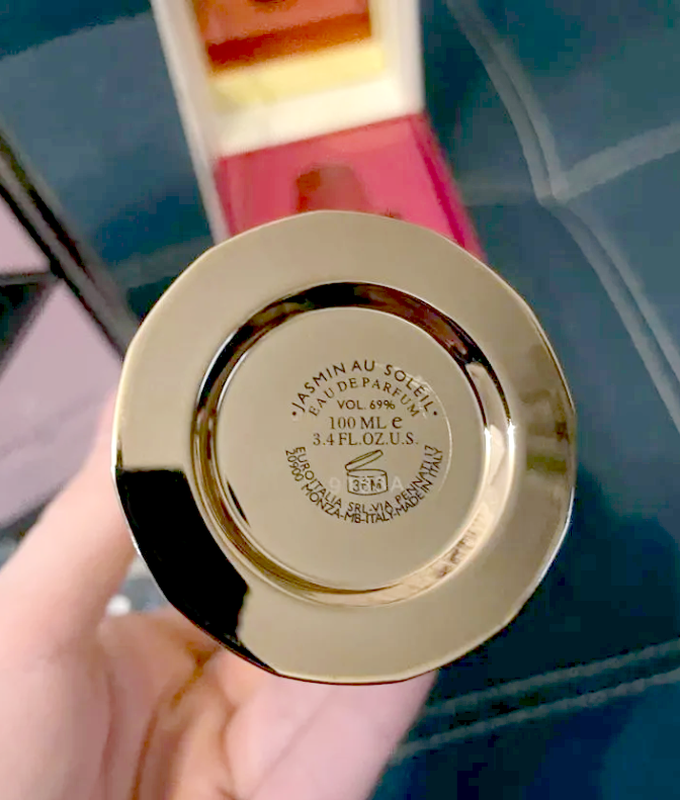 ·JASMIN AU SOLEIL·
EAU DE PARFUM
VOL. 69%
100 ML e
3.4 FL.OZ.U.S.
36M
EUROITALIA SRL-VIA PENNATI,17
20900 MONZA-MB-ITALY-MADE IN ITALY